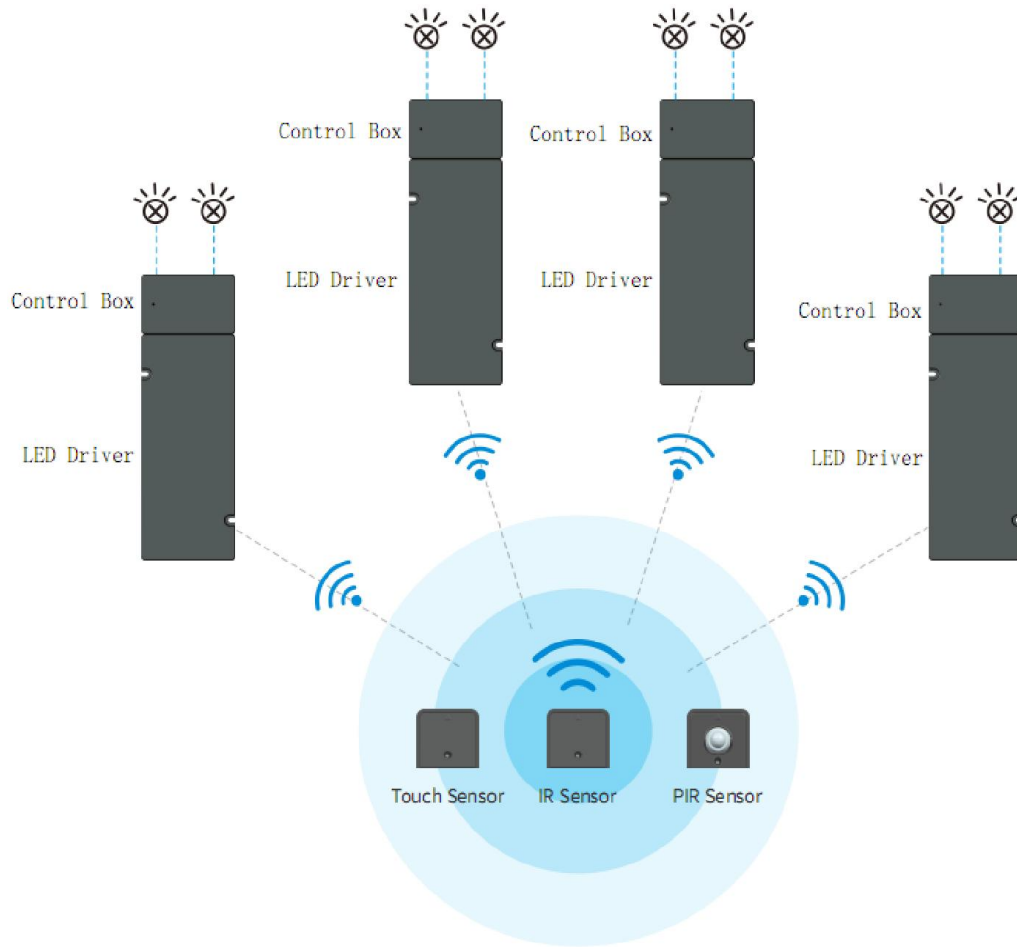 Control Box
Control Box
LED Driver
LED Driver
Control Box
Control Box
LED Driver
LED Driver
Touch Sensor
IR Sensor
PIR Sensor